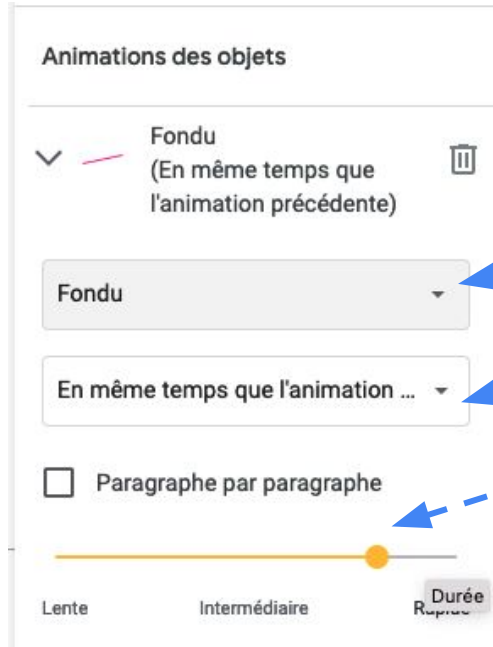 Animations des objets
Fondu
(En même temps que
l'animation précédente)
Fondu
En même temps que l'animation ...
Paragraphe par paragraphe
Lente Intermédiaire Rapide
Durée